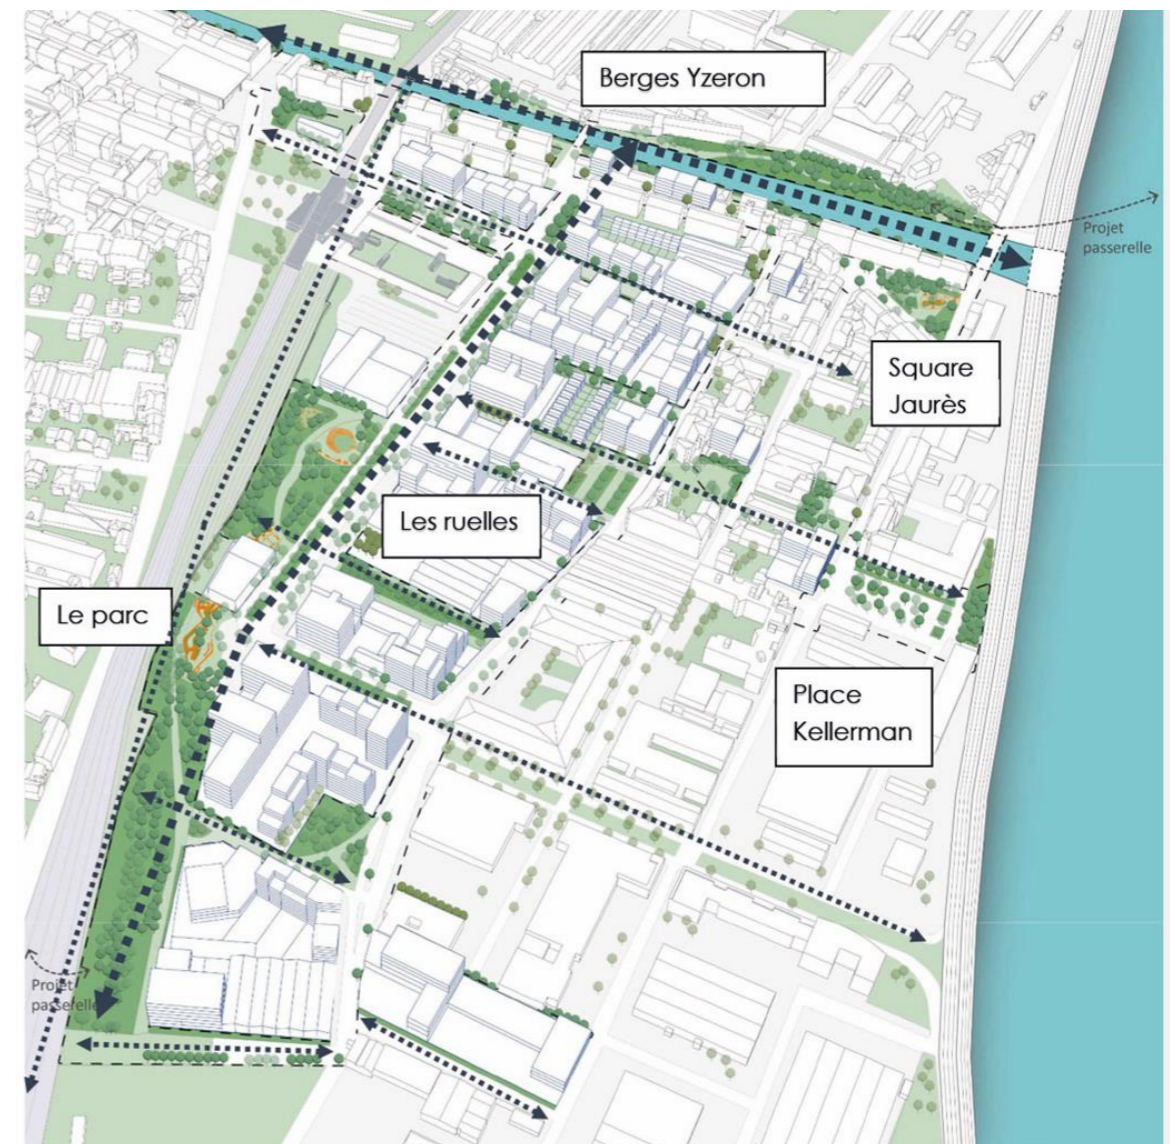 Berges Yzeron
Projet
passerelle
Square
Jaurès
Les ruelles
Le parc
Place
Kellerman
Projet
passerelle